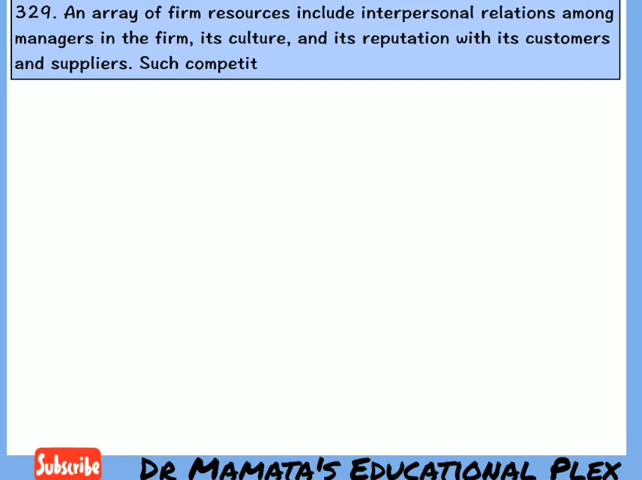 329. An array of firm resources include interpersonal relations among
managers in the firm, its culture, and its reputation with its customers
and suppliers. Such competit
Subscribe
Dr Mamata's Educational Plex